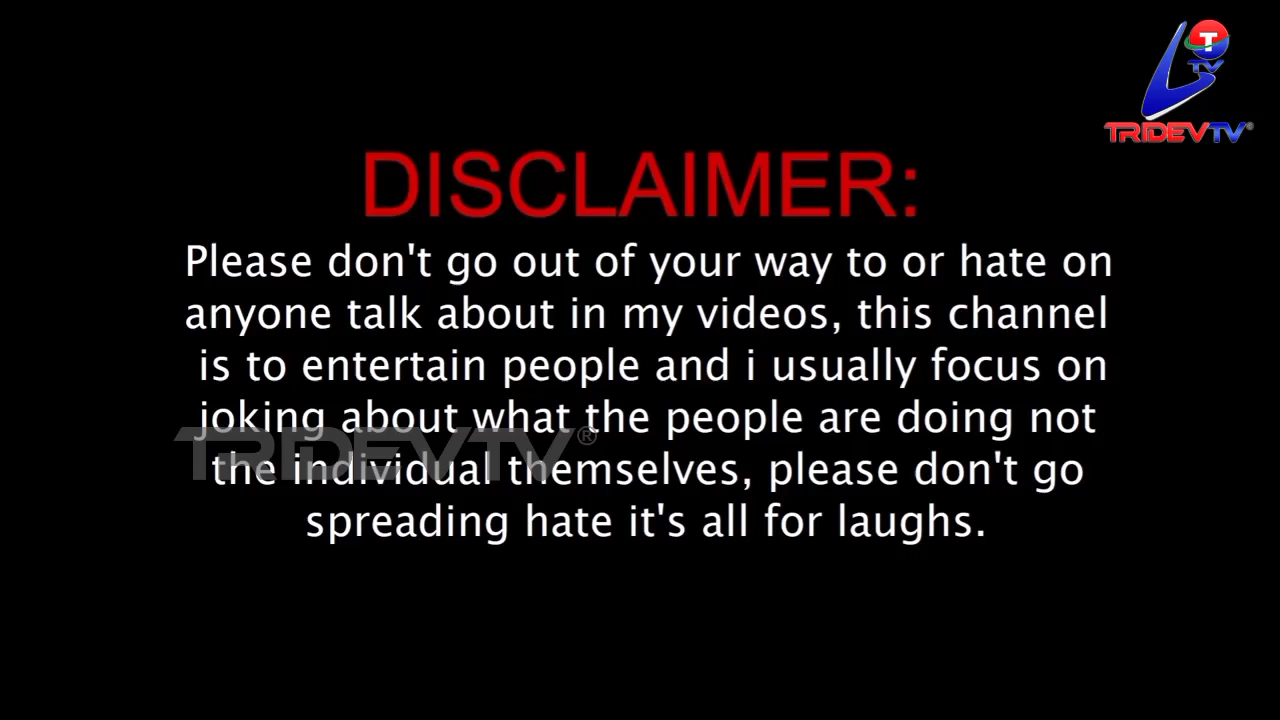 T
TV
TRIDEVTV®
DISCLAIMER:
Please don't go out of your way to or hate on
anyone talk about in my videos, this channel
is to entertain people and i usually focus on
joking about what the people are doing not
TRIDEVTV®
the individual themselves, please don't go
spreading hate it's all for laughs.